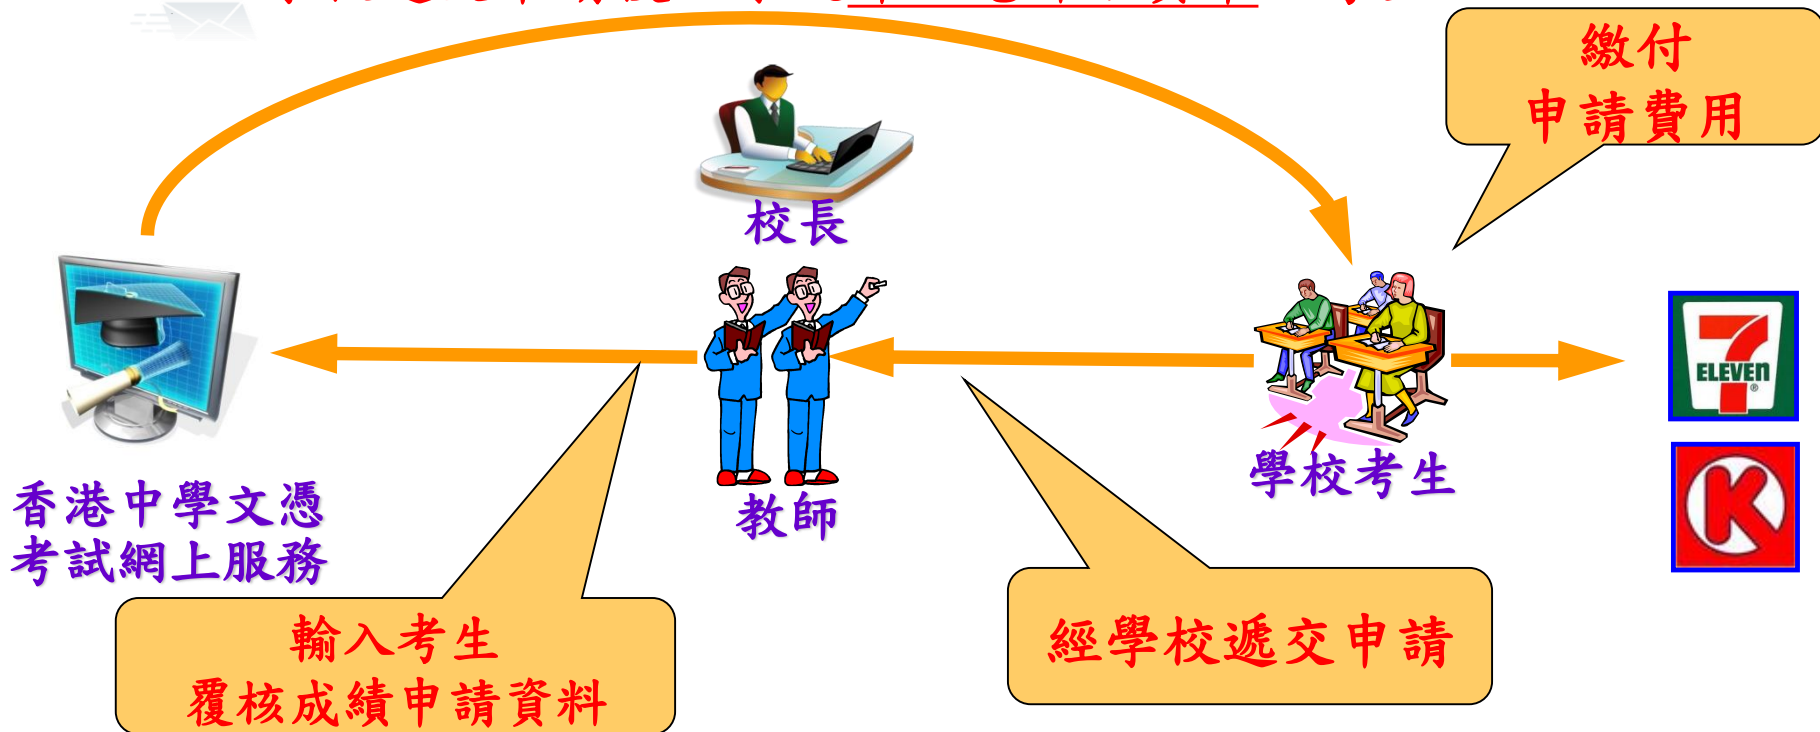 繳付
申請費用
校長
ELEVEN
學校考生
香港中學文憑
考試網上服務
教師
輸入考生
覆核成績申請資料
經學校遞交申請